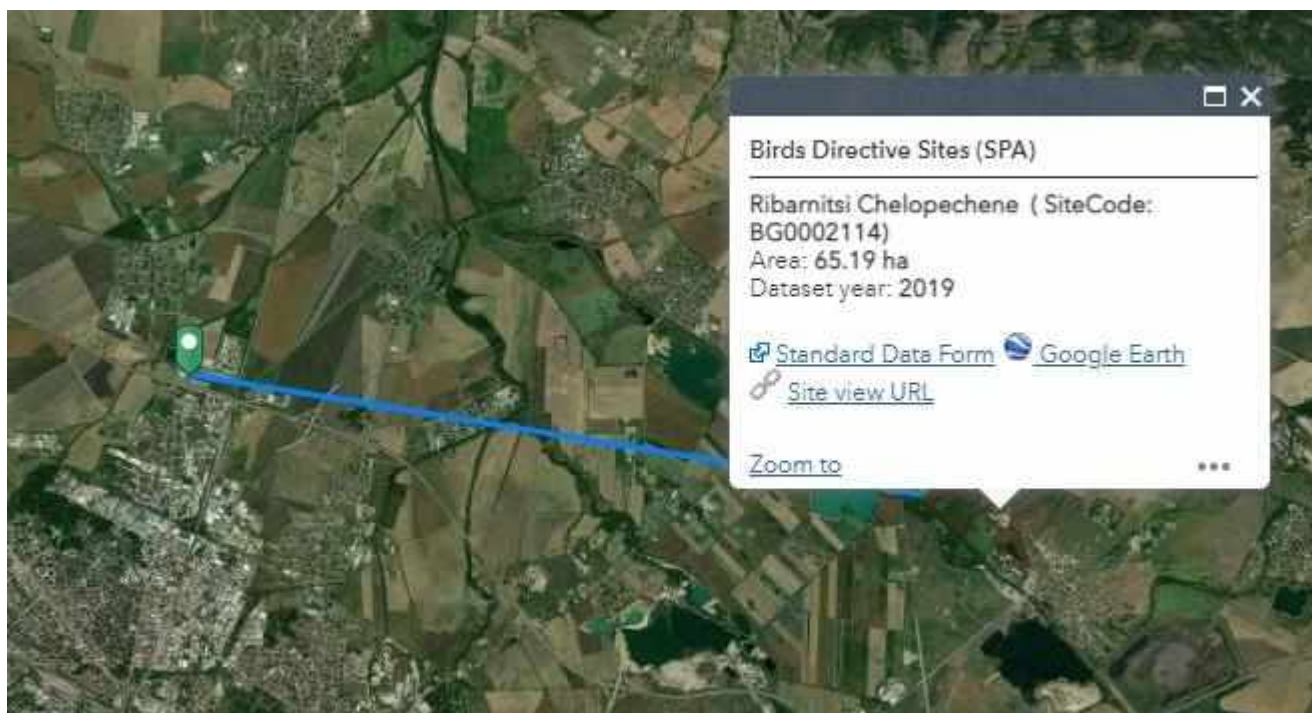 Birds Directive Sites (SPA)
Ribarnitsi Chelopechene ( SiteCode:
BG0002114)
Area: 65.19 ha
Dataset year: 2019
Standard Data Form Google Earth
Site view URL
Zoom to